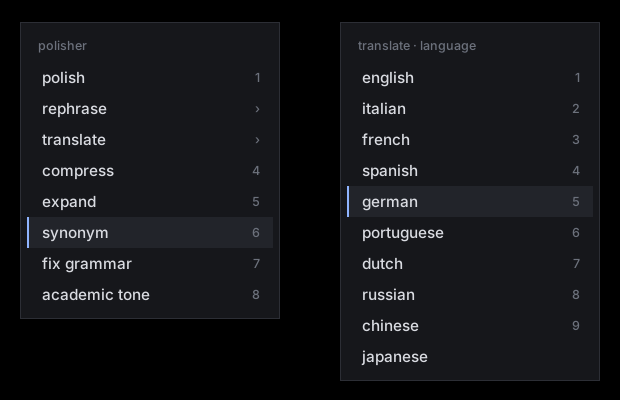 polisher
polish 1
rephrase ›
translate ›
compress 4
expand 5
synonym 6
fix grammar 7
academic tone 8
translate · language
english 1
italian 2
french 3
spanish 4
german 5
portuguese 6
dutch 7
russian 8
chinese 9
japanese